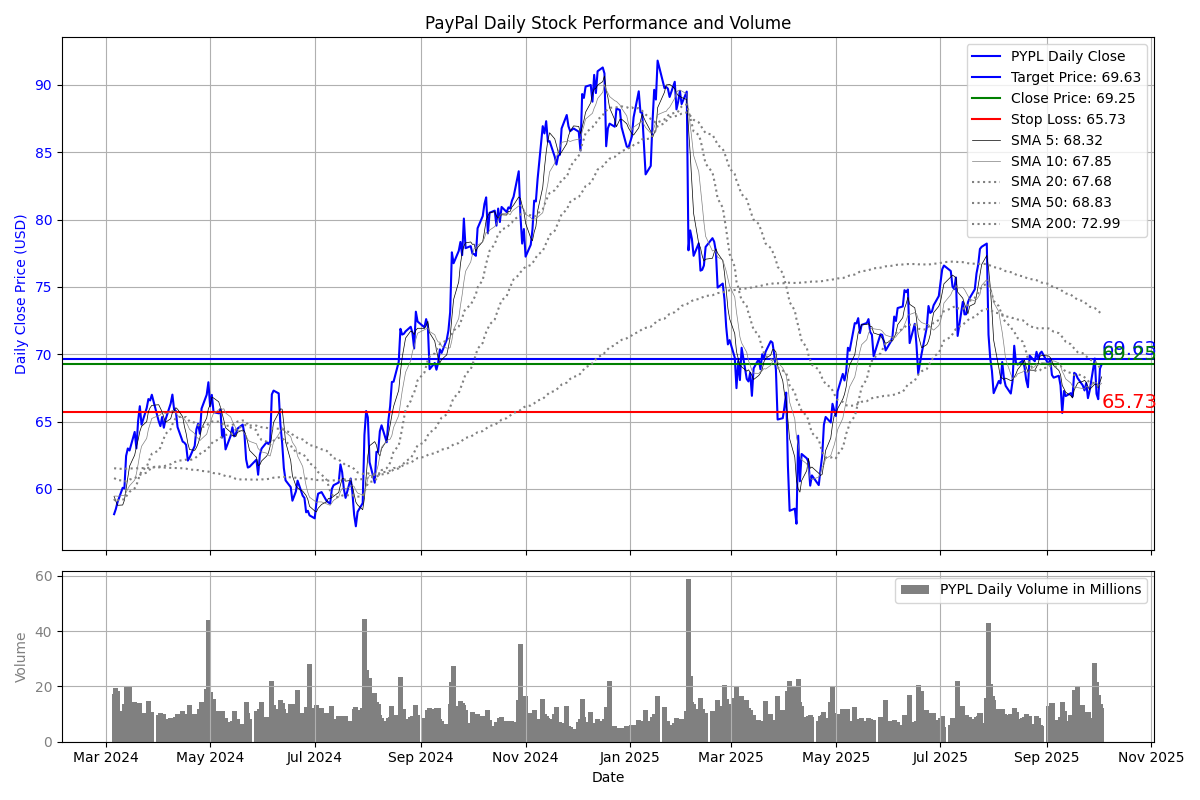 PayPal Daily Stock Performance and Volume
Daily Close Price (USD)
90
85
80
75
70
65
60
PYPL Daily Close
Target Price: 69.63
Close Price: 69.25
Stop Loss: 65.73
SMA 5: 68.32
SMA 10: 67.85
SMA 20: 67.68
SMA 50: 68.83
SMA 200: 72.99
69.63
69.25
65.73
Volume
60
40
20
0
PYPL Daily Volume in Millions
Mar 2024
May 2024
Jul 2024
Sep 2024
Nov 2024
Jan 2025
Mar 2025
May 2025
Jul 2025
Sep 2025
Nov 2025
Date